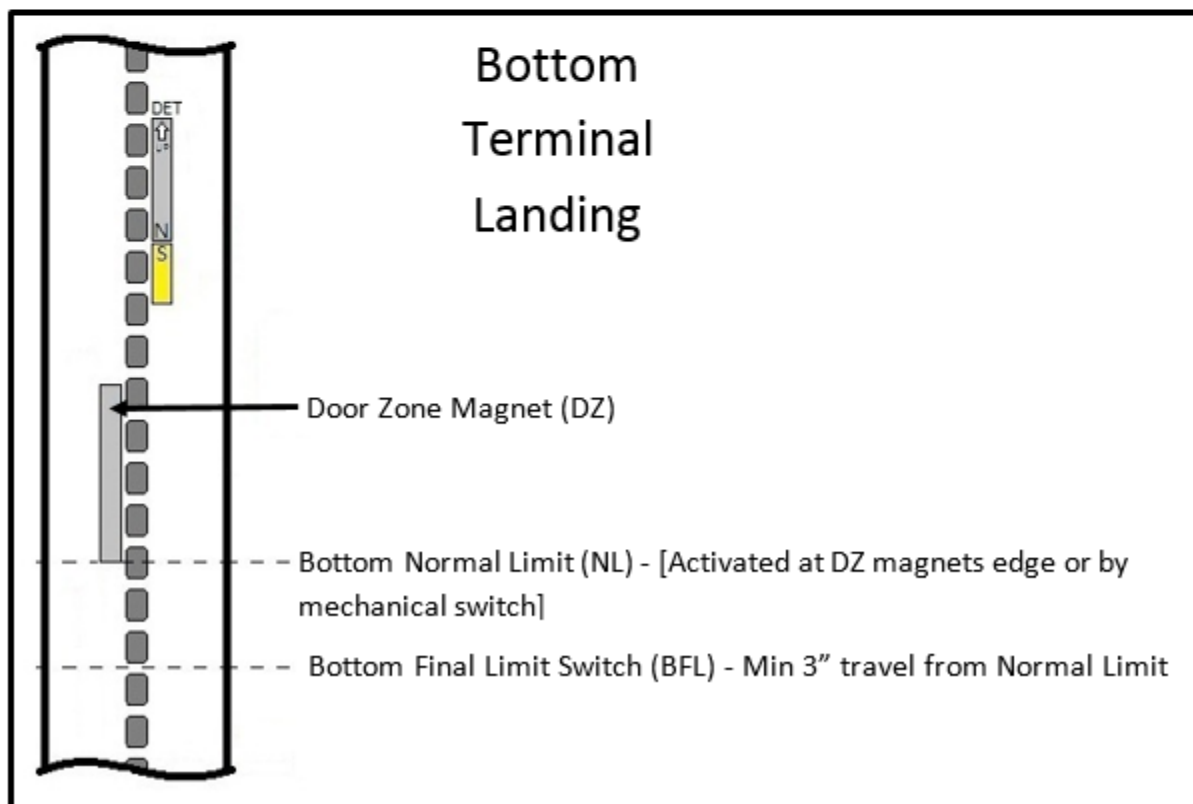 Bottom
Terminal
Landing
DET
N
S
Door Zone Magnet (DZ)
Bottom Normal Limit (NL) - [Activated at DZ magnets edge or by
mechanical switch]
Bottom Final Limit Switch (BFL) - Min 3” travel from Normal Limit